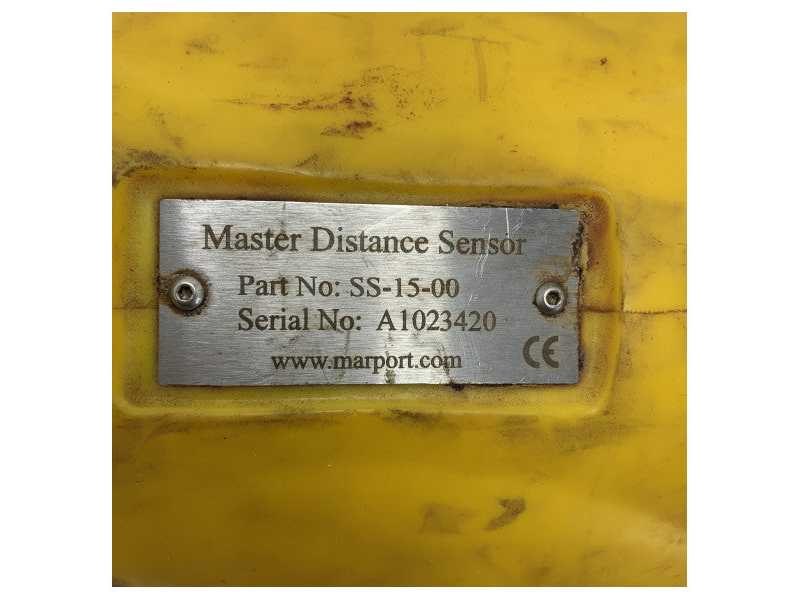 Master Distance Sensor
Part No: SS-15-00
Serial No: A1023420
www.marport.com
CE